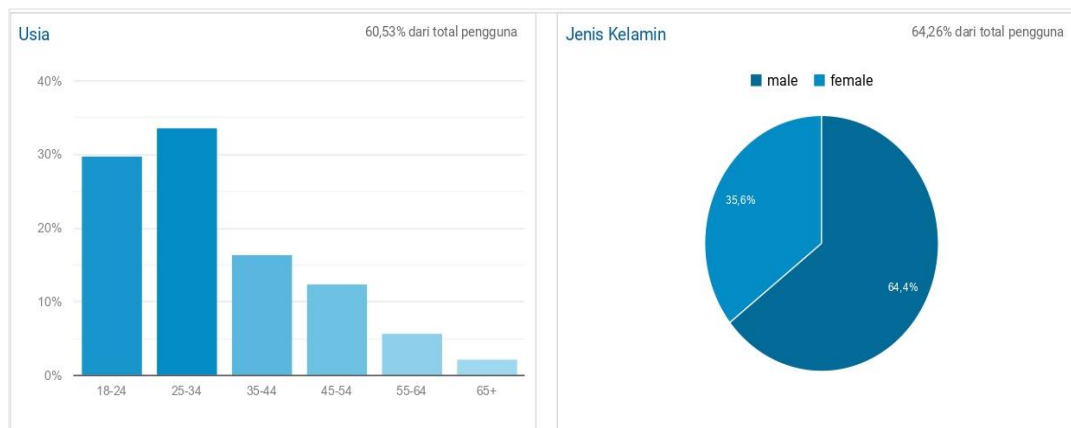 Usia
60,53% dari total pengguna
40%
30%
20%
10%
0%
18-24
25-34
35-44
45-54
55-64
65+
Jenis Kelamin
64,26% dari total pengguna
male
female
35,6%
64,4%